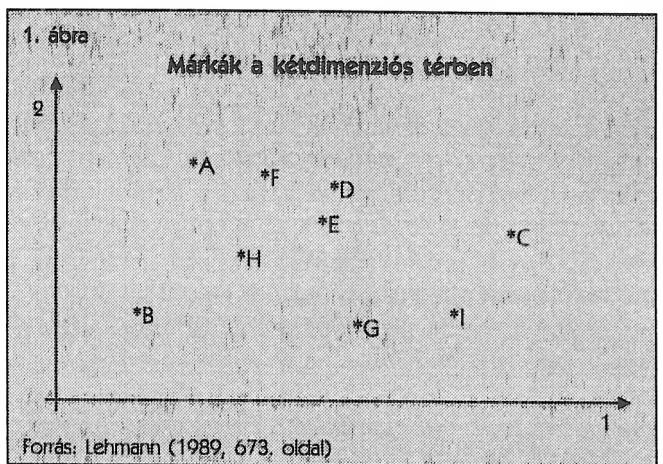 1. ábra
Márkák a kétdimenziós térben
2
*A
*F
*D
*E
*C
*H
*B
*G
*I
1
Forrás: Lehmann (1989, 673. oldal)